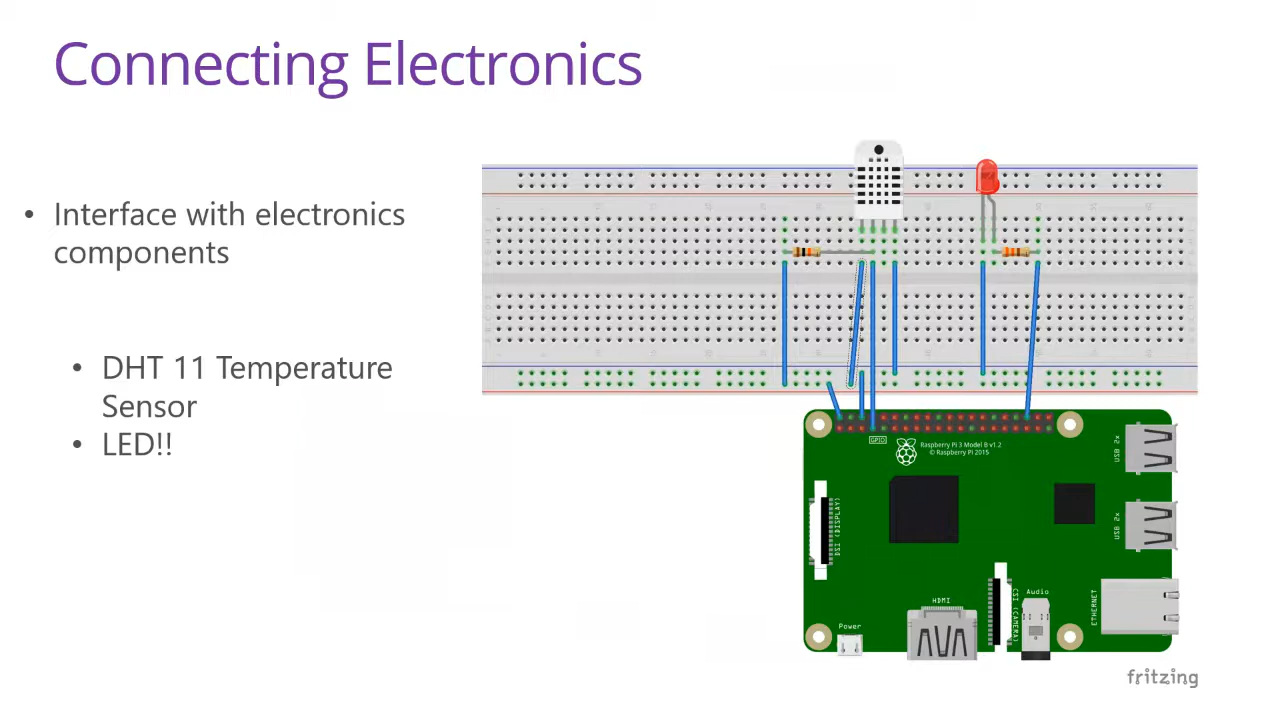 Connecting Electronics
• Interface with electronics
components
• DHT 11 Temperature
Sensor
• LED!!
GPIO
Raspberry Pi 3 Model B v1.2
© Raspberry Pi 2015
USB 2x
DSI (DISPLAY)
USB 2x
Power
HDMI
CSI (CAMERA)
Audio
ETHERNET
fritzing